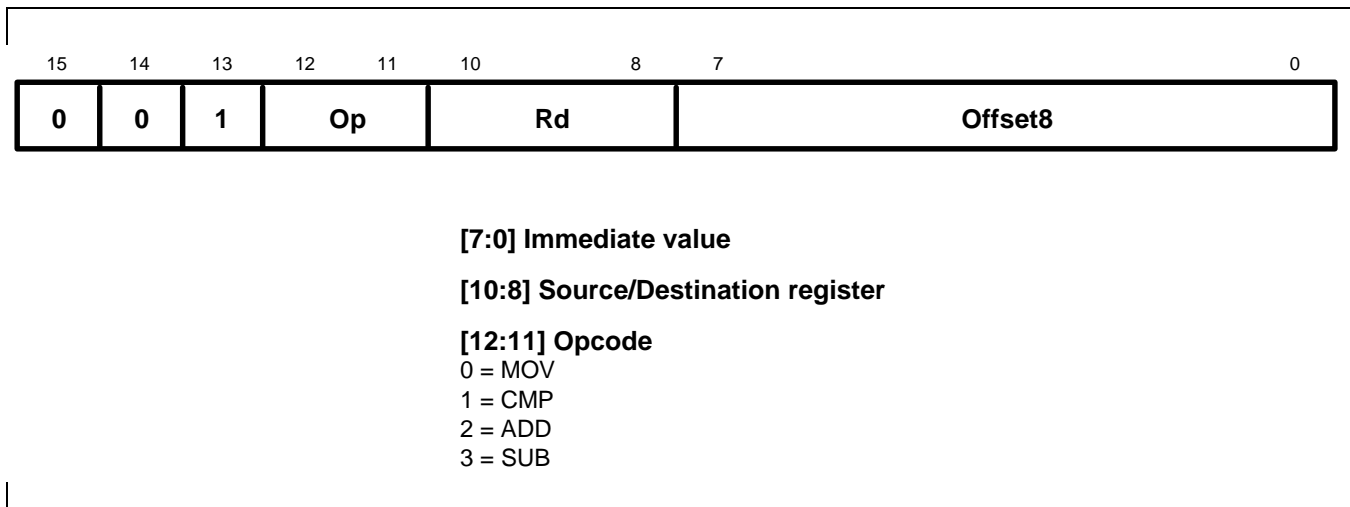 15 14 13 12 11 10 8 7 0
0 0 1 Op Rd Offset8
[7:0] Immediate value
[10:8] Source/Destination register
[12:11] Opcode
0 = MOV
1 = CMP
2 = ADD
3 = SUB